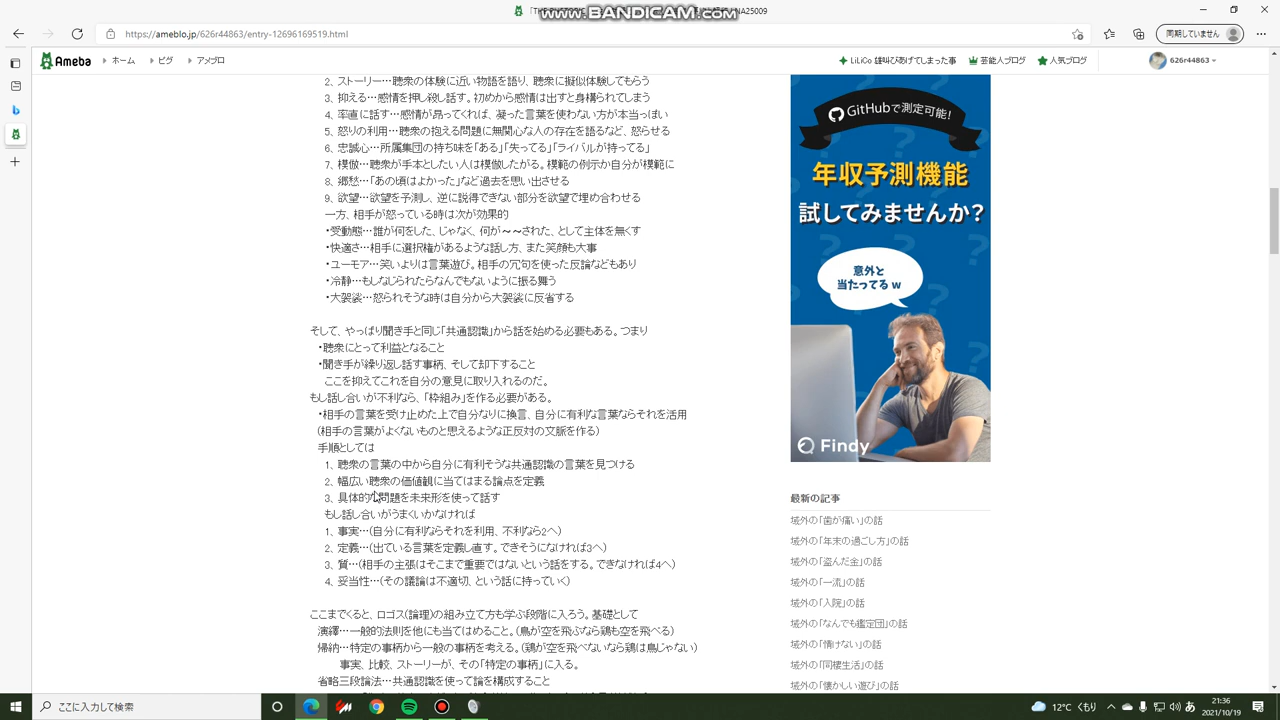 www.BANDICAM.com
NA25009
https://ameblo.jp/626r44863/entry-12696169519.html
同期していません
Ameba
ホーム
ピグ
アメブロ
LiLiCo 雄叫びあげてしまった事
芸能人ブログ
人気ブログ
626r44863
2、ストーリー…聴衆の体験に近い物語を語り、聴衆に擬似体験してもらう
3、抑える…感情を押し殺し話す。初めから感情は出すと身構られてしまう
4、率直に話す…感情が昂ってくれば、凝った言葉を使わない方が本当っぽい
5、怒りの利用…聴衆の抱える問題に無関心な人の存在を語るなど、怒らせる
6、忠誠心…所属集団の持ち味を「ある」「失ってる」「ライバルが持ってる」
7、模倣…聴衆が手本としたい人は模倣したがる。模範の例示か自分が模範に
8、郷愁…「あの頃はよかった」など過去を思い出させる
9、欲望…欲望を予測し、逆に説得できない部分を欲望で埋め合わせる
一方、相手が怒っている時は次が効果的
・受動態…誰が何をした、じゃなく、何が～～された、として主体を無くす
・快適さ…相手に選択権があるような話し方、また笑顔も大事
・ユーモア…笑いよりは言葉遊び。相手の冗句を使った反論などもあり
・冷静…もしなじられたらなんでもないように振る舞う
・大袈裟…怒られそうな時は自分から大袈裟に反省する
そして、やっぱり聞き手と同じ「共通認識」から話を始める必要もある。つまり
・聴衆にとって利益となること
・聞き手が繰り返し話す事柄、そして却下すること
ここを抑えてこれを自分の意見に取り入れるのだ。
もし話し合いが不利なら、「枠組み」を作る必要がある。
・相手の言葉を受け止めた上で自分なりに換言、自分に有利な言葉ならそれを活用
(相手の言葉がよくないものと思えるような正反対の文脈を作る)
手順としては
1、聴衆の言葉の中から自分に有利そうな共通認識の言葉を見つける
2、幅広い聴衆の価値観に当てはまる論点を定義
3、具体的な問題を未来形を使って話す
もし話し合いがうまくいかなければ
1、事実…(自分に有利ならそれを利用、不利なら2へ)
2、定義…(出ている言葉を定義し直す。できそうになければ3へ)
3、質…(相手の主張はそこまで重要ではないという話をする。できなければ4へ)
4、妥当性…(その議論は不適切、という話に持っていく)
ここまでくると、ロゴス(論理)の組み立て方も学ぶ段階に入ろう。基礎として
演繹…一般的法則を他にも当てはめること。(鳥が空を飛ぶなら鶏も空を飛べる)
帰納…特定の事柄から一般の事柄を考える。(鶏が空を飛べないなら鶏は鳥じゃない)
事実、比較、ストーリーが、その「特定の事柄」に入る。
省略三段論法…共通認識を使って論を構成すること
GitHubで測定可能!
年収予測機能
試してみませんか?
意外と
当たってるw
Findy
最新の記事
域外の「歯が痛い」の話
域外の「年末の過ごし方」の話
域外の「盗んだ金」の話
域外の「一流」の話
域外の「入院」の話
域外の「なんでも鑑定団」の話
域外の「情けない」の話
域外の「同棲生活」の話
域外の「懐かしい遊び」の話
ここに入力して検索
12℃ くもり
あ
21:36
2021/10/19